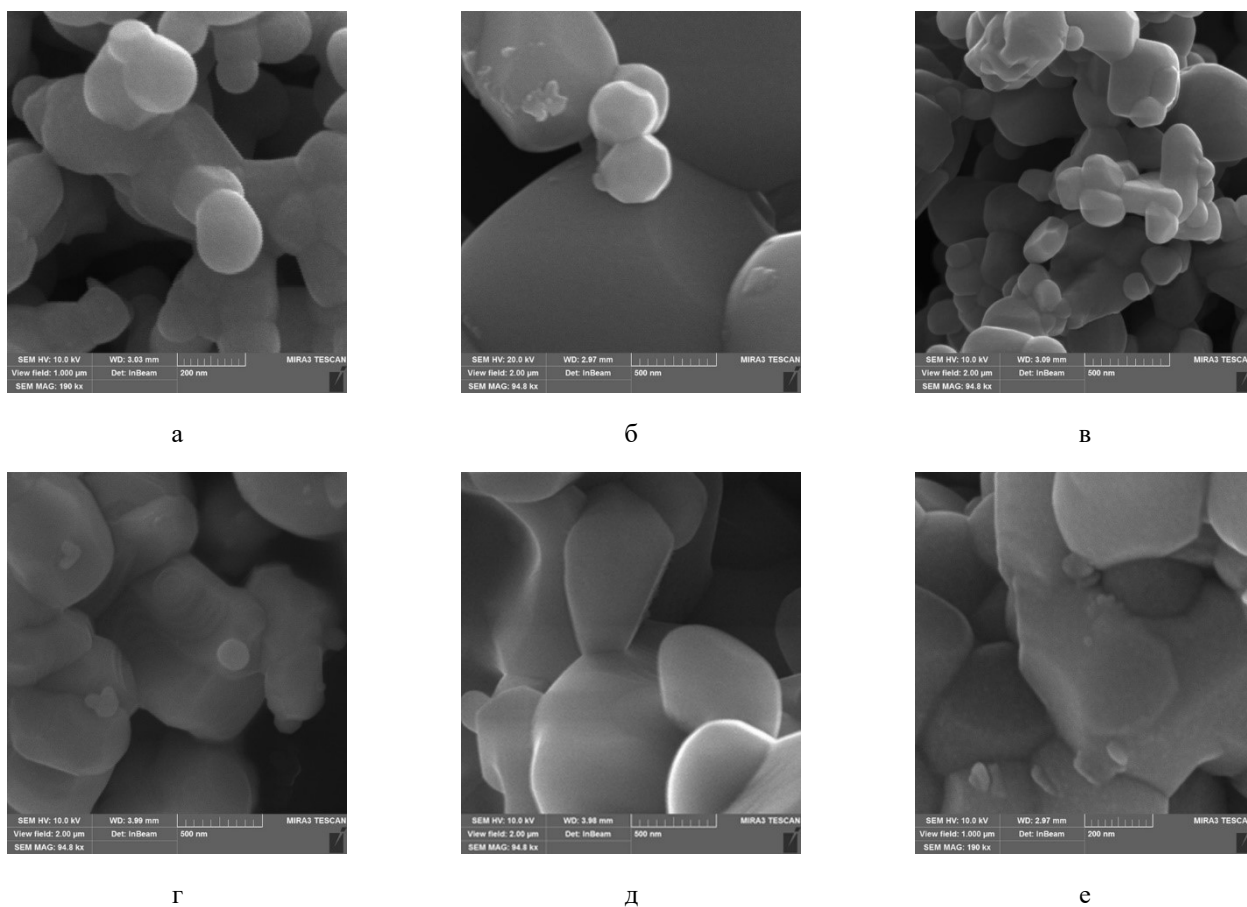 SEM HV: 10.0 kV WD: 3.03 mm MIRA3 TESCAN
View field: 1.000 µm Det: InBeam 200 nm
SEM MAG: 190 kx
SEM HV: 20.0 kV WD: 2.97 mm MIRA3 TESCAN
View field: 2.00 µm Det: InBeam 500 nm
SEM MAG: 94.8 kx
SEM HV: 10.0 kV WD: 3.09 mm MIRA3 TESCAN
View field: 2.00 µm Det: InBeam 500 nm
SEM MAG: 94.8 kx
а
б
в
SEM HV: 10.0 kV WD: 3.99 mm MIRA3 TESCAN
View field: 2.00 µm Det: InBeam 500 nm
SEM MAG: 94.8 kx
SEM HV: 10.0 kV WD: 3.98 mm MIRA3 TESCAN
View field: 2.00 µm Det: InBeam 500 nm
SEM MAG: 94.8 kx
SEM HV: 10.0 kV WD: 2.97 mm MIRA3 TESCAN
View field: 1.000 µm Det: InBeam 200 nm
SEM MAG: 190 kx
г
д
е